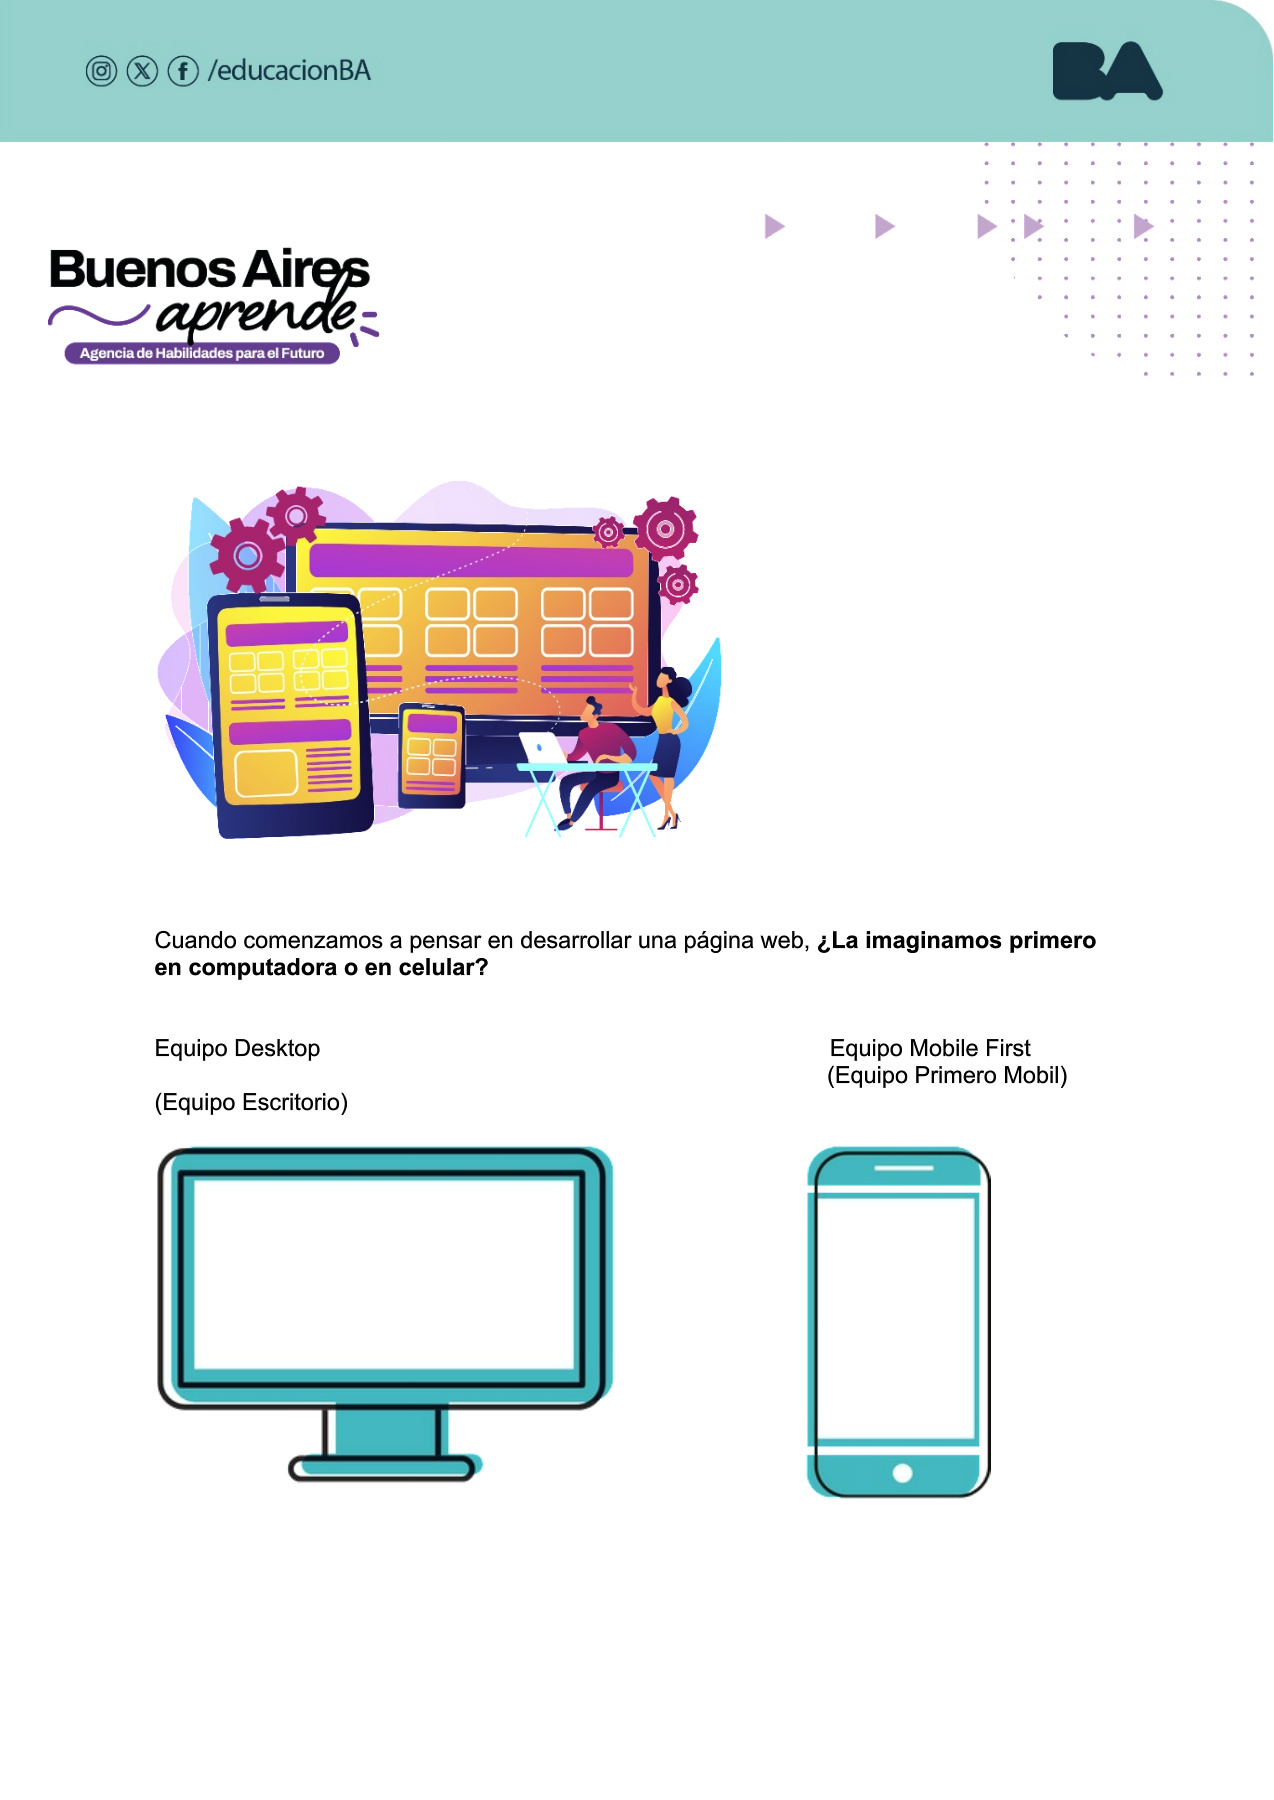 /educacionBA
BA
Buenos Aires
aprende
Agencia de Habilidades para el Futuro
Cuando comenzamos a pensar en desarrollar una página web, ¿La imaginamos primero
en computadora o en celular?
Equipo Desktop
Equipo Mobile First
(Equipo Primero Mobil)
(Equipo Escritorio)